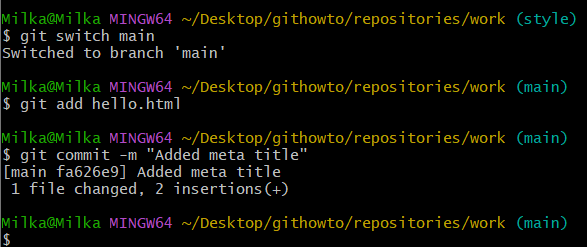 Milka@Milka MINGW64 ~/Desktop/githowto/repositories/work (style)
$ git switch main
Switched to branch 'main'
Milka@Milka MINGW64 ~/Desktop/githowto/repositories/work (main)
$ git add hello.html
Milka@Milka MINGW64 ~/Desktop/githowto/repositories/work (main)
$ git commit -m "Added meta title"
[main fa626e9] Added meta title
 1 file changed, 2 insertions(+)
Milka@Milka MINGW64 ~/Desktop/githowto/repositories/work (main)
$